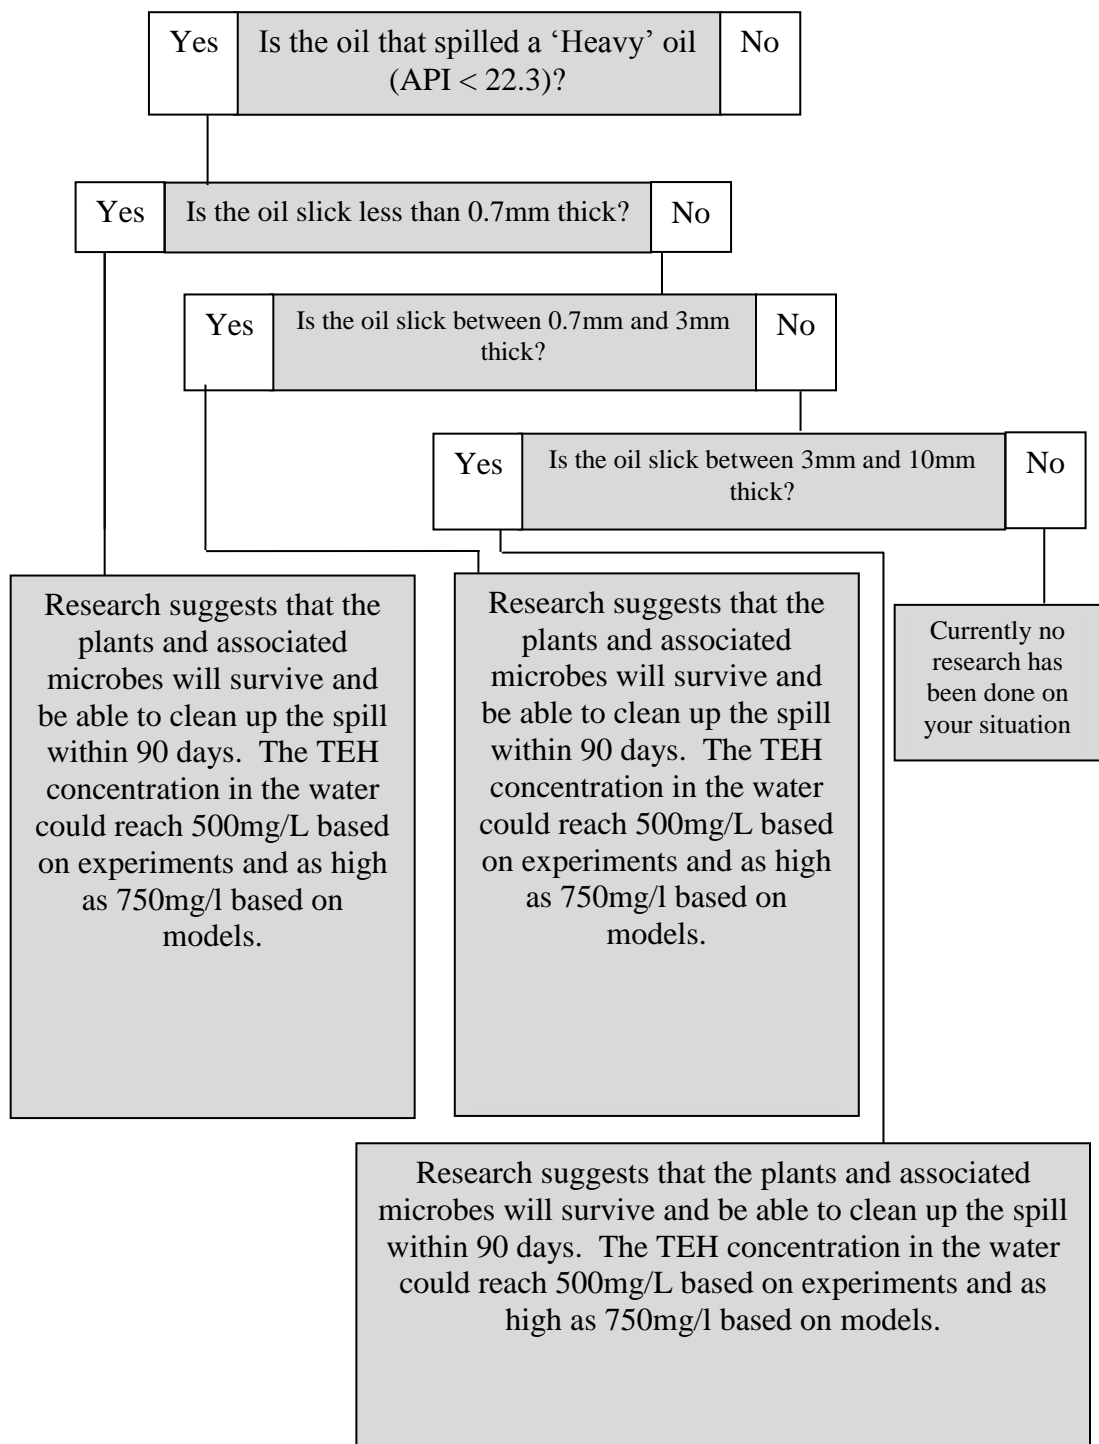 Yes
Is the oil that spilled a ‘Heavy’ oil
(API < 22.3)?
No
Yes
Is the oil slick less than 0.7mm thick?
No
Yes
Is the oil slick between 0.7mm and 3mm
thick?
No
Yes
Is the oil slick between 3mm and 10mm
thick?
No
Research suggests that the
plants and associated
microbes will survive and
be able to clean up the spill
within 90 days.  The TEH
concentration in the water
could reach 500mg/L based
on experiments and as high
as 750mg/l based on
models.
Research suggests that the
plants and associated
microbes will survive and
be able to clean up the spill
within 90 days.  The TEH
concentration in the water
could reach 500mg/L based
on experiments and as high
as 750mg/l based on
models.
Currently no
research has
been done on
your situation
Research suggests that the plants and associated
microbes will survive and be able to clean up the spill
within 90 days.  The TEH concentration in the water
could reach 500mg/L based on experiments and as
high as 750mg/l based on models.